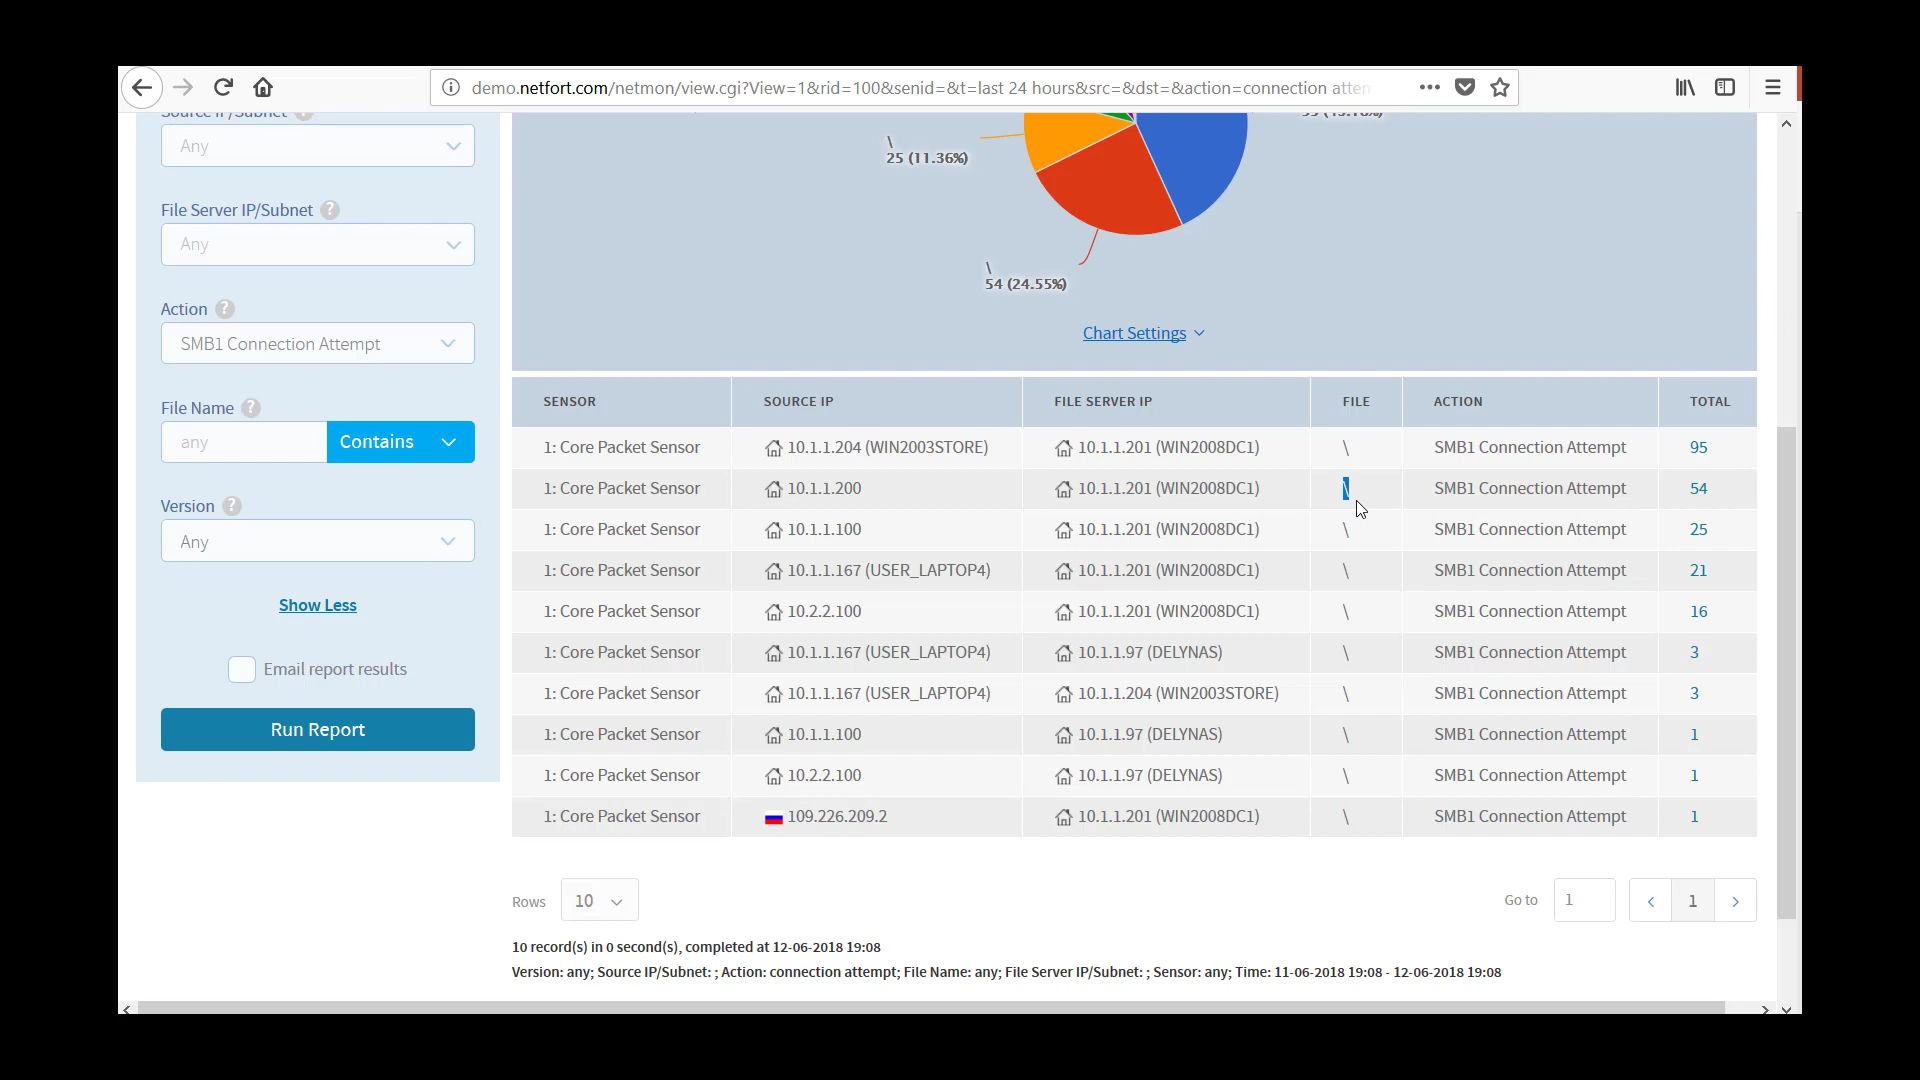 demo.netfort.com/netmon/view.cgi?View=1&rid=100&senid=&t=last 24 hours&src=&dst=&action=connection atten
Source IP/Subnet ?
Any
File Server IP/Subnet ?
Any
Action ?
SMB1 Connection Attempt
File Name ?
any Contains
Version ?
Any
Show Less
Email report results
Run Report
\
25 (11.36%)
\
54 (24.55%)
Chart Settings
SENSOR SOURCE IP FILE SERVER IP FILE ACTION TOTAL
1: Core Packet Sensor 10.1.1.204 (WIN2003STORE) 10.1.1.201 (WIN2008DC1) \ SMB1 Connection Attempt 95
1: Core Packet Sensor 10.1.1.200 10.1.1.201 (WIN2008DC1) \ SMB1 Connection Attempt 54
1: Core Packet Sensor 10.1.1.100 10.1.1.201 (WIN2008DC1) \ SMB1 Connection Attempt 25
1: Core Packet Sensor 10.1.1.167 (USER_LAPTOP4) 10.1.1.201 (WIN2008DC1) \ SMB1 Connection Attempt 21
1: Core Packet Sensor 10.2.2.100 10.1.1.201 (WIN2008DC1) \ SMB1 Connection Attempt 16
1: Core Packet Sensor 10.1.1.167 (USER_LAPTOP4) 10.1.1.97 (DELYNAS) \ SMB1 Connection Attempt 3
1: Core Packet Sensor 10.1.1.167 (USER_LAPTOP4) 10.1.1.204 (WIN2003STORE) \ SMB1 Connection Attempt 3
1: Core Packet Sensor 10.1.1.100 10.1.1.97 (DELYNAS) \ SMB1 Connection Attempt 1
1: Core Packet Sensor 10.2.2.100 10.1.1.97 (DELYNAS) \ SMB1 Connection Attempt 1
1: Core Packet Sensor 109.226.209.2 10.1.1.201 (WIN2008DC1) \ SMB1 Connection Attempt 1
Rows 10 Go to 1 < 1 >
10 record(s) in 0 second(s), completed at 12-06-2018 19:08
Version: any; Source IP/Subnet: ; Action: connection attempt; File Name: any; File Server IP/Subnet: ; Sensor: any; Time: 11-06-2018 19:08 - 12-06-2018 19:08